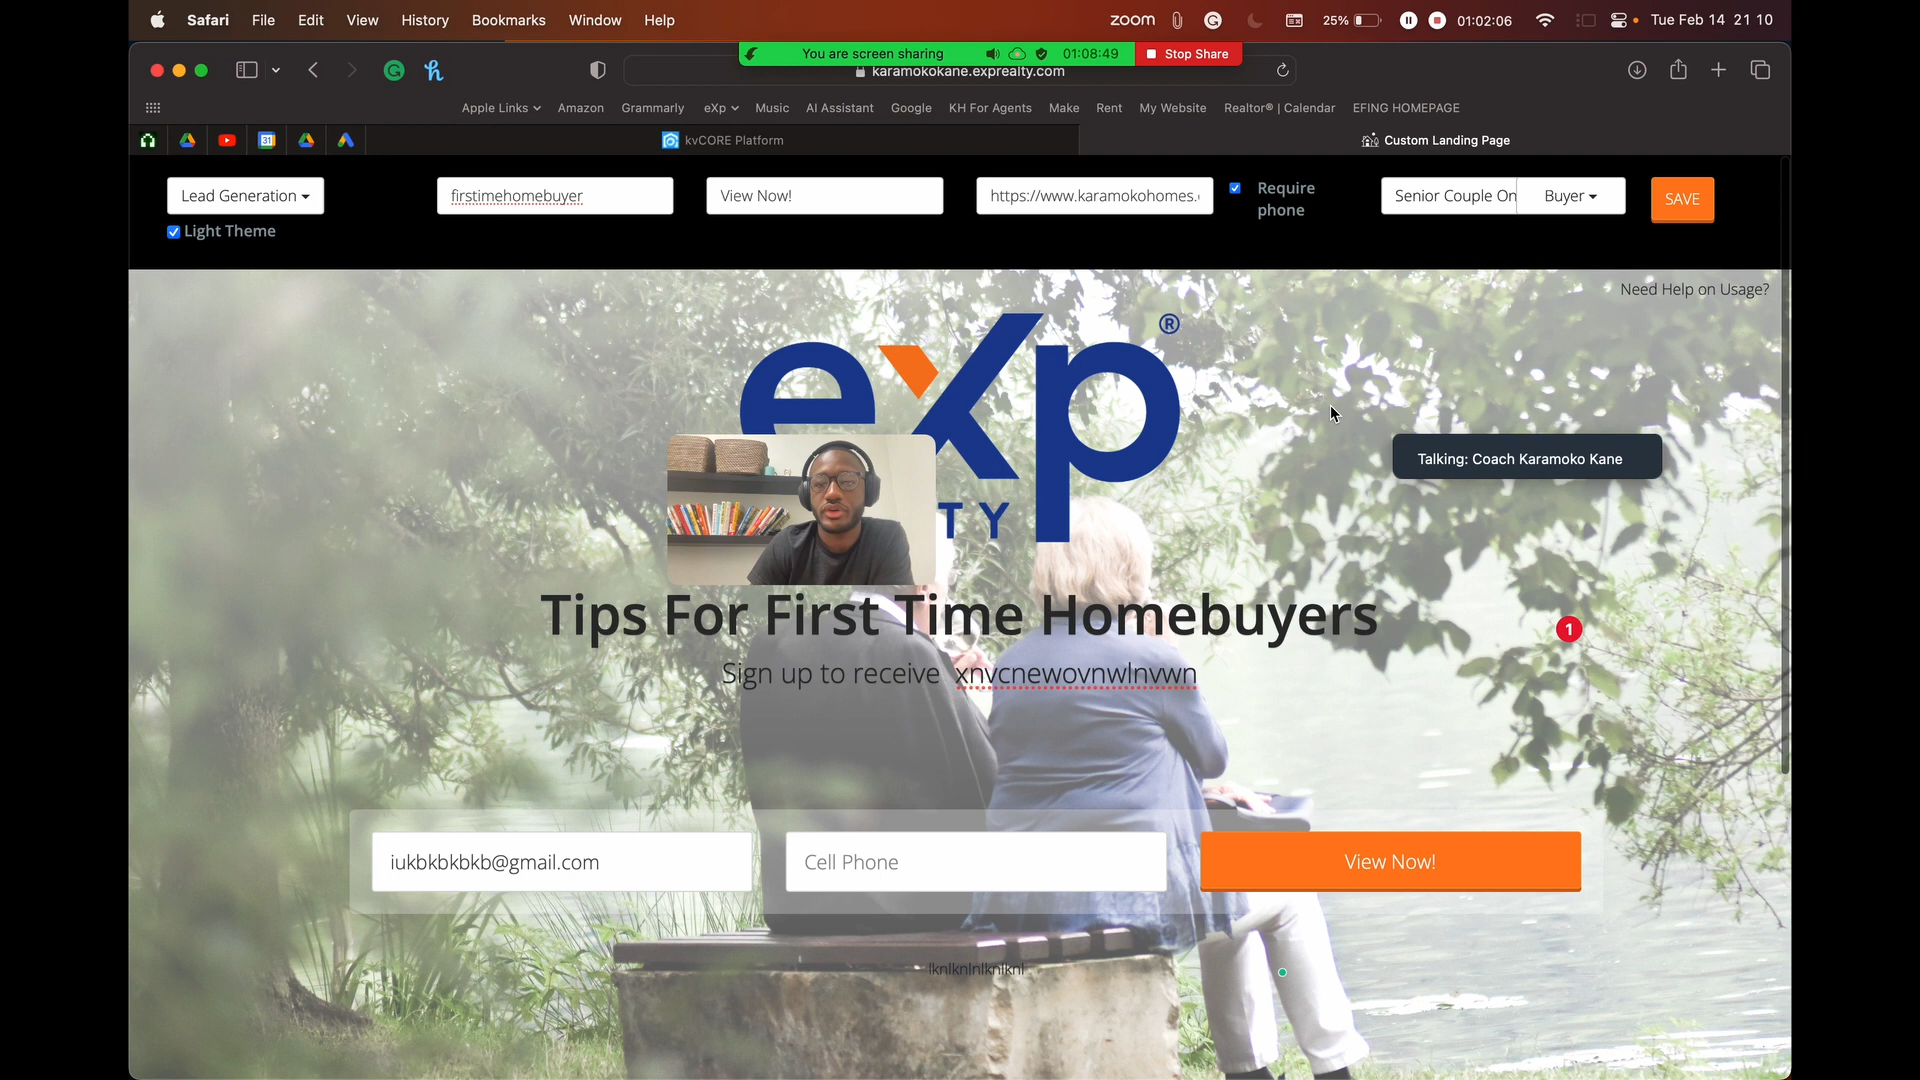 Safari File Edit View History Bookmarks Window Help zoom 25% 01:02:06 Tue Feb 14 21 10
You are screen sharing 01:08:49 Stop Share
karamokokane.exprealty.com
Apple Links Amazon Grammarly eXp Music AI Assistant Google KH For Agents Make Rent My Website Realtor® | Calendar EFING HOMEPAGE
31 kvCORE Platform Custom Landing Page
Lead Generation firstimehomebuyer View Now! https://www.karamokohomes. Require phone Senior Couple On Buyer SAVE
Light Theme
Need Help on Usage?
exp ®
TY
Talking: Coach Karamoko Kane
Tips For First Time Homebuyers
1
Sign up to receive xnvcnewovnwlnvwn
iukbkbkbkb@gmail.com Cell Phone View Now!
lknlknlnlknlknl